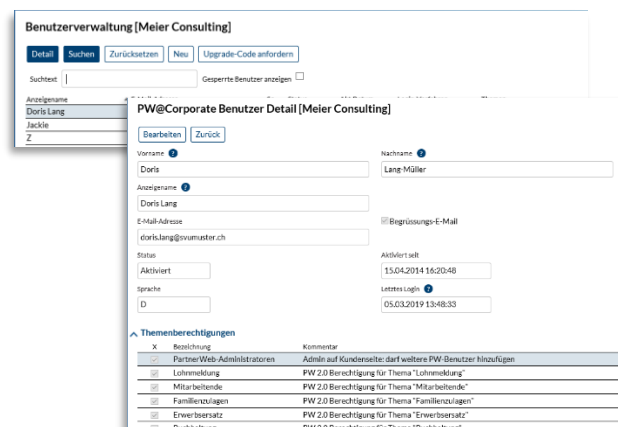 Benutzerverwaltung [Meier Consulting]
Detail Suchen Zurücksetzen Neu Upgrade-Code anfordern
Suchtext Gesperrte Benutzer anzeigen
Anzeigename
Doris Lang
Jackie
Z
PW@Corporate Benutzer Detail [Meier Consulting]
Bearbeiten Zurück
Vorname ? Nachname ?
Doris Lang-Müller
Anzeigename ?
Doris Lang
E-Mail-Adresse Begrüssungs-E-Mail
doris.lang@svumuster.ch
Status Aktiviert seit
Aktiviert 15.04.2014 16:20:48
Sprache Letztes Login ?
D 05.03.2019 13:48:33
Themenberechtigungen
X Bezeichnung Kommentar
PartnerWeb-Administratoren Admin auf Kundenseite: darf weitere PW-Benutzer hinzufügen
Lohnmeldung PW 2.0 Berechtigung für Thema "Lohnmeldung"
Mitarbeitende PW 2.0 Berechtigung für Thema "Mitarbeitende"
Familienzulagen PW 2.0 Berechtigung für Thema "Familienzulagen"
Erwerbsersatz PW 2.0 Berechtigung für Thema "Erwerbsersatz"